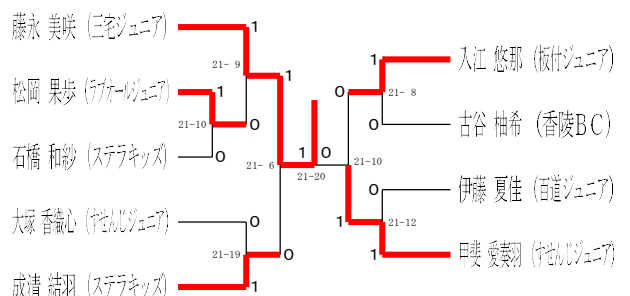 藤永 美咲 (三宅ジュニア)
松岡 果歩 (ラブオールジュニア)
石橋 和紗 (ステラキッズ)
大塚 香織心 (すせんじジュニア)
成清 結羽 (ステラキッズ)
1
21- 9
1
1
21-10
0
0
21- 6
0
21-19
0
1
1
0
21-20
0
1
21- 8
0
21-10
0
1
21-12
1
入江 悠那 (板付ジュニア)
古谷 柚希 (香陵BC)
伊藤 夏佳 (百道ジュニア)
甲斐 愛奏羽 (すせんじジュニア)